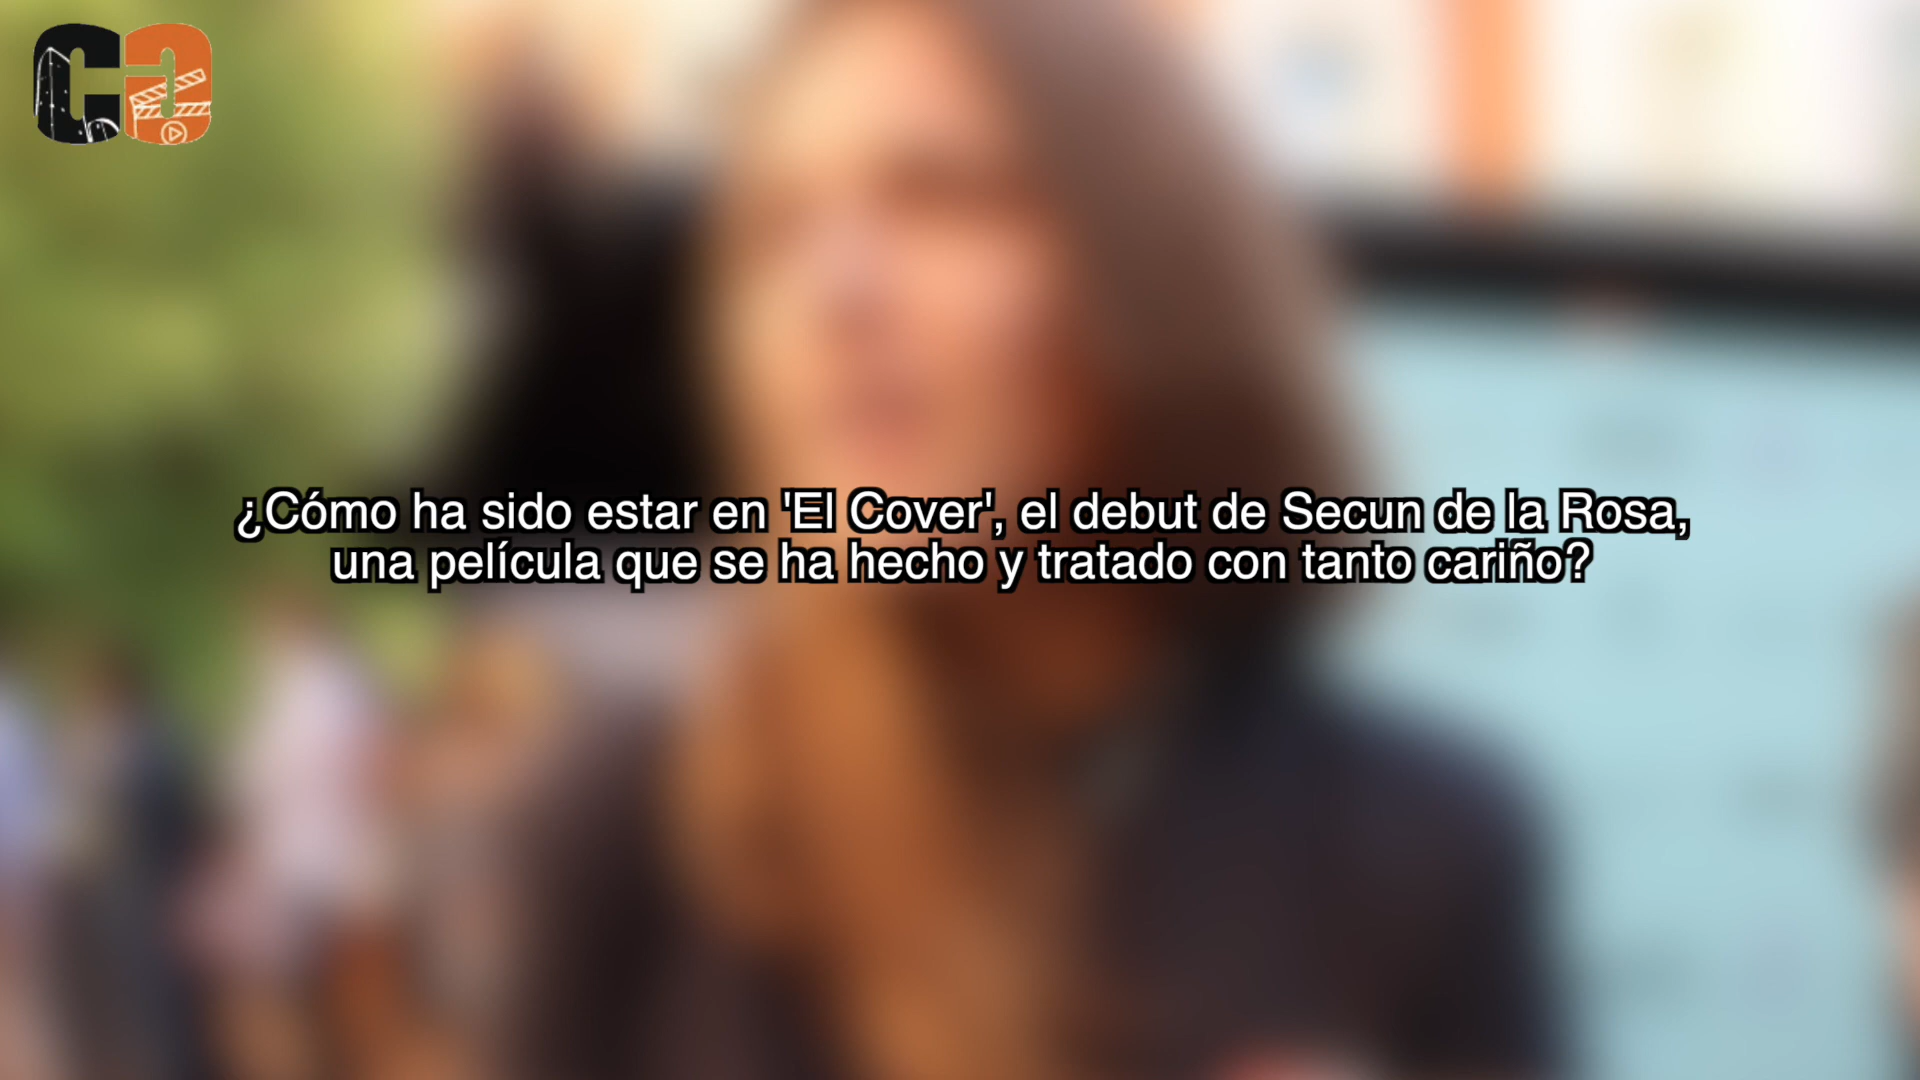 ca
¿Cómo ha sido estar en 'El Cover', el debut de Secun de la Rosa,
una película que se ha hecho y tratado con tanto cariño?